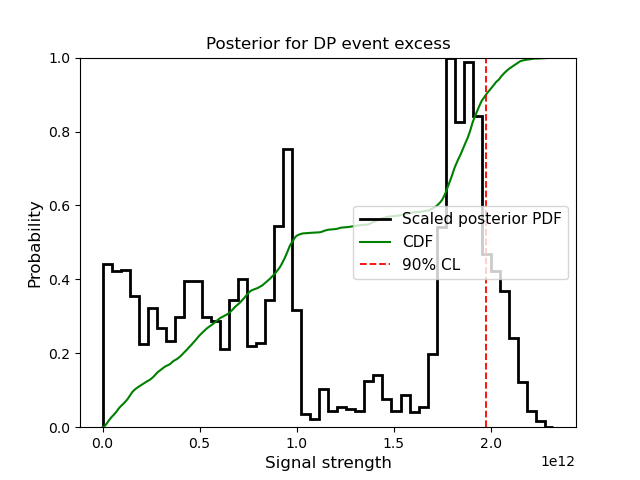 Posterior for DP event excess
1.0
0.8
0.6
0.4
0.2
0.0
Probability
Scaled posterior PDF
CDF
90% CL
0.0 0.5 1.0 1.5 2.0
1e12
Signal strength